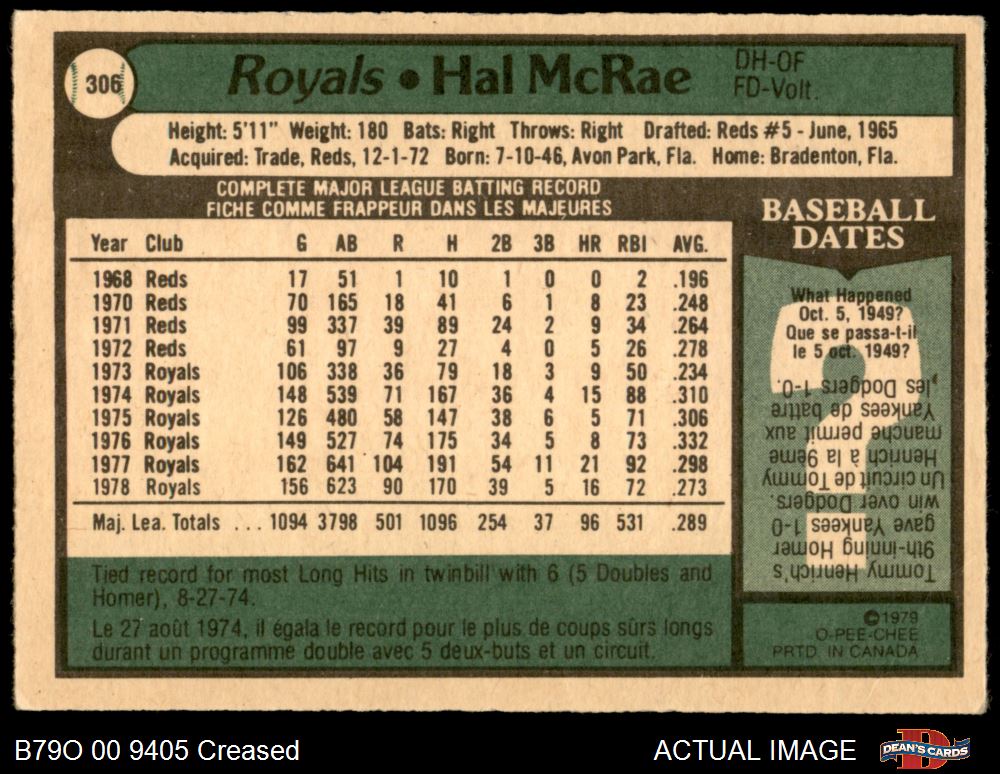 306
Royals • Hal McRae
DH-OF
FD-Volt.
Height: 5'11" Weight: 180 Bats: Right Throws: Right Drafted: Reds #5 - June, 1965
Acquired: Trade, Reds, 12-1-72 Born: 7-10-46, Avon Park, Fla. Home: Bradenton, Fla.
COMPLETE MAJOR LEAGUE BATTING RECORD
FICHE COMME FRAPPEUR DANS LES MAJEURES
Year Club G AB R H 2B 3B HR RBI AVG.
1968 Reds 17 51 1 10 1 0 0 2 .196
1970 Reds 70 165 18 41 6 1 8 23 .248
1971 Reds 99 337 39 89 24 2 9 34 .264
1972 Reds 61 97 9 27 4 0 5 26 .278
1973 Royals 106 338 36 79 18 3 9 50 .234
1974 Royals 148 539 71 167 36 4 15 88 .310
1975 Royals 126 480 58 147 38 6 5 71 .306
1976 Royals 149 527 74 175 34 5 8 73 .332
1977 Royals 162 641 104 191 54 11 21 92 .298
1978 Royals 156 623 90 170 39 5 16 72 .273
Maj. Lea. Totals ... 1094 3798 501 1096 254 37 96 531 .289
Tied record for most Long Hits in twinbill with 6 (5 Doubles and
Homer), 8-27-74.
Le 27 août 1974, il égala le record pour le plus de coups sûrs longs
durant un programme double avec 5 deux-buts et un circuit.
BASEBALL
DATES
What Happened
Oct. 5, 1949?
Que se passa-t-il
le 5 oct. 1949?
Tommy Henrich's
9th-inning Homer
gave Yankees 1-0
win over Dodgers.
Un circuit de Tommy
Henrich à la 9ème
manche permit aux
Yankees de battre
les Dodgers 1-0.
©1979
O-PEE-CHEE
PRTD. IN CANADA
B79O 00 9405 Creased
ACTUAL IMAGE
DEAN'S CARDS